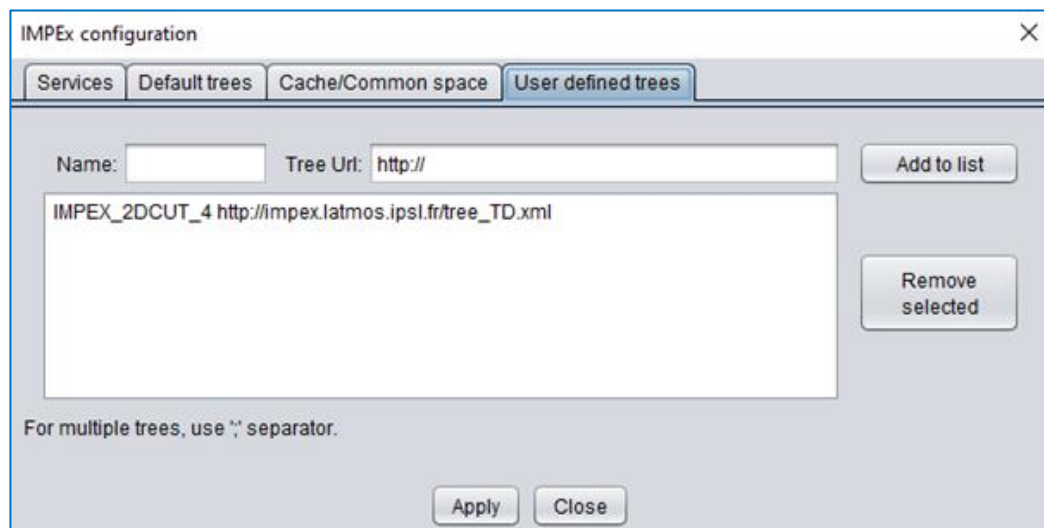 IMPEx configuration
Services Default trees Cache/Common space User defined trees
Name: Tree Url: http:// Add to list
IMPEX_2DCUT_4 http://impex.latmos.ipsl.fr/tree_TD.xml
Remove
selected
For multiple trees, use ';' separator.
Apply Close